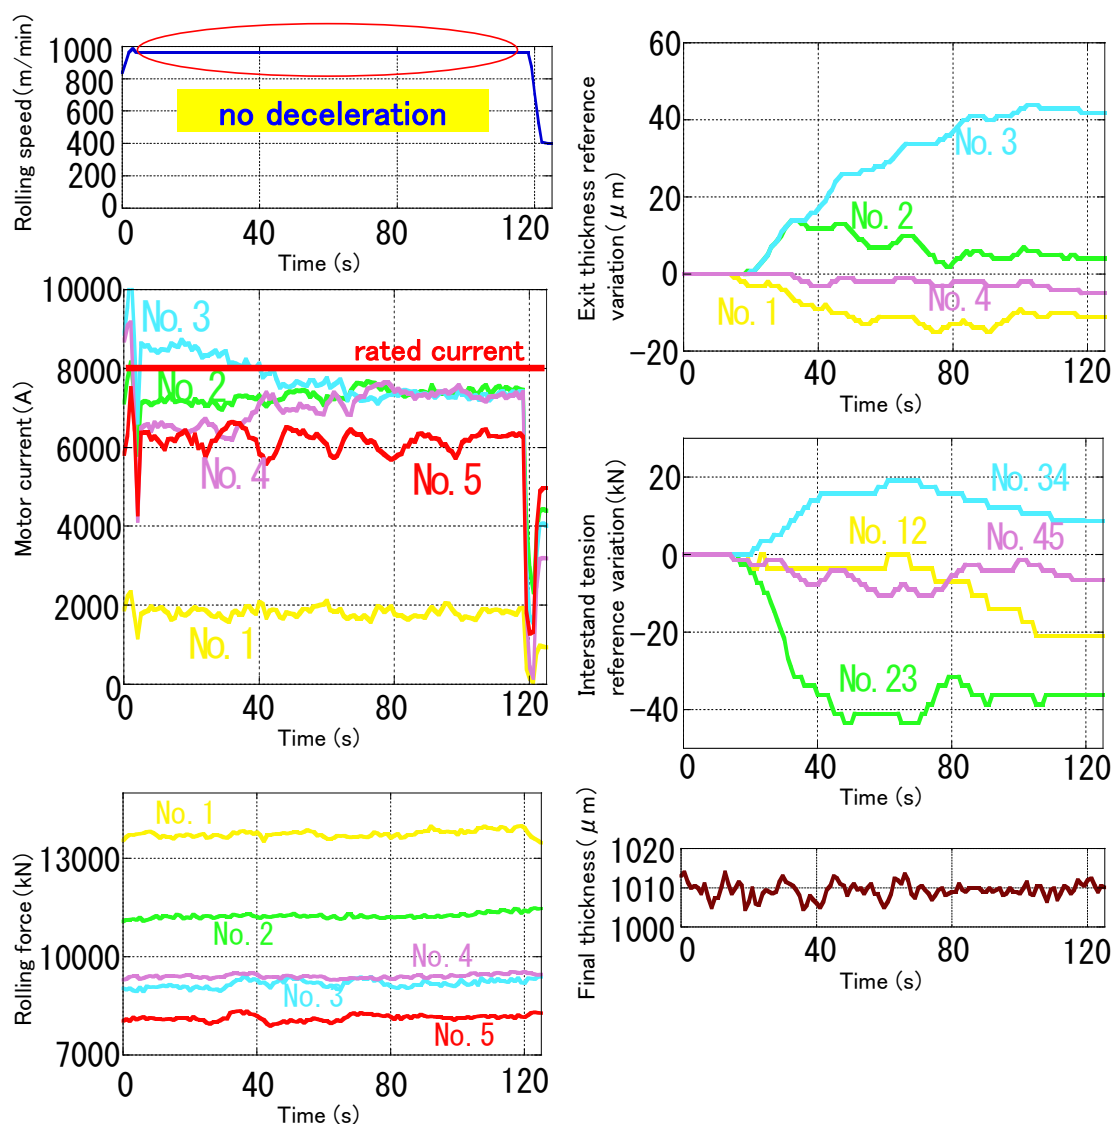 Rolling speed(m/min)
1000
800
600
400
200
0
no deceleration
0 40 80 120
Time (s)
Motor current(A)
10000
8000
6000
4000
2000
0
No.3
rated current
No.2
No.4
No.5
No.1
0 40 80 120
Time (s)
Rolling force(kN)
13000
10000
7000
No.1
No.2
No.4
No.3
No.5
0 40 80 120
Time (s)
Exit thickness reference
variation(μm)
60
40
20
0
-20
No.3
No.2
No.4
No.1
0 40 80 120
Time (s)
Interstand tension
reference variation(kN)
20
0
-20
-40
No.34
No.12
No.45
No.23
0 40 80 120
Time (s)
Final thickness(μm)
1020
1010
1000
0 40 80 120
Time (s)